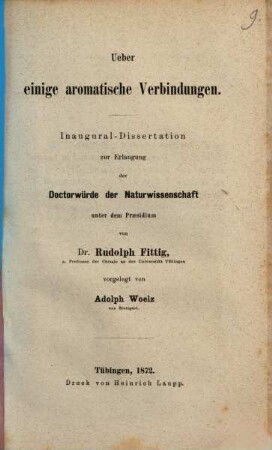 9.
Ueber
einige aromatische Verbindungen.
Inaugural-Dissertation
zur Erlangung
der
Doctorwürde der Naturwissenschaft
unter dem Præsidium
von
Dr. Rudolph Fittig,
o. Professor der Chemie an der Universität Tübingen
vorgelegt von
Adolph Woelz
aus Stuttgart.
Tübingen, 1872.
Druck von Heinrich Laupp.